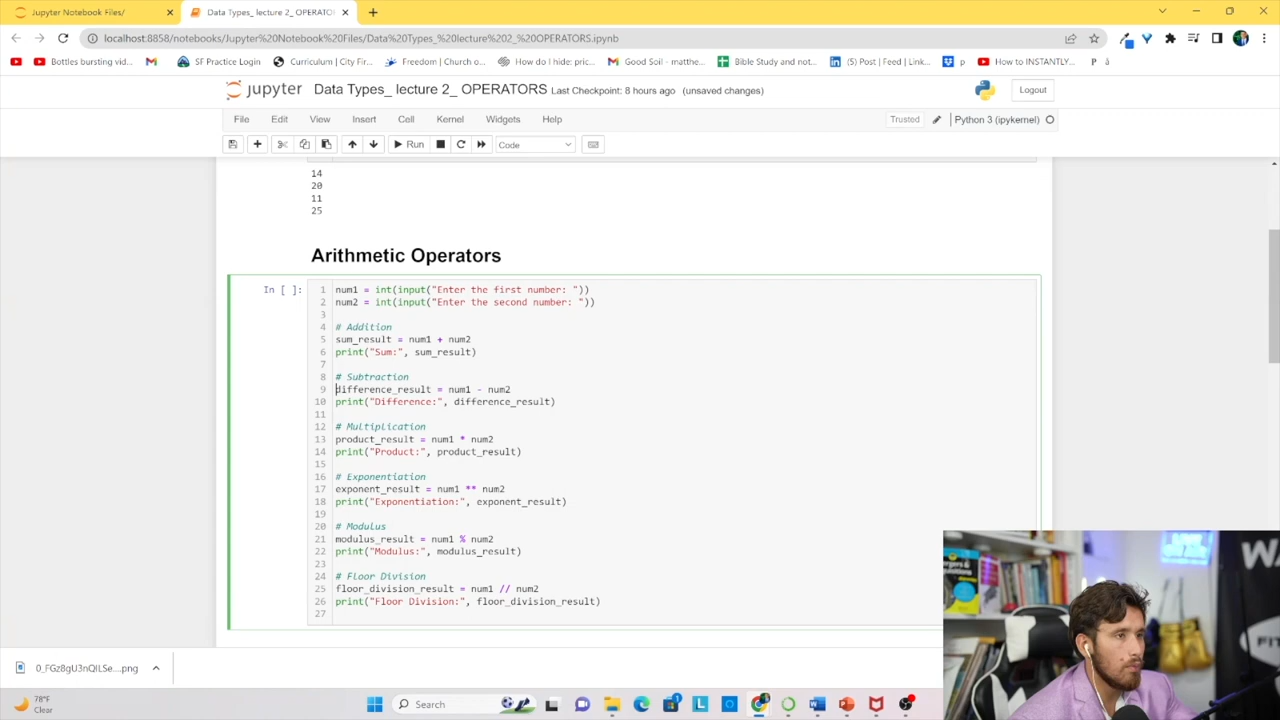 Jupyter Notebook Files/
Data Types_ lecture 2_ OPERATOR
localhost:8858/notebooks/Jupyter%20Notebook%20Files/Data%20Types_%20lecture%202_%20OPERATORS.ipynb
Bottles bursting vid...
SF Practice Login
Curriculum | City Fir...
Freedom | Church o...
How do I hide: pric...
Good Soil - matthe...
Bible Study and not...
(5) Post | Feed | Link...
p
How to INSTANTLY...
P
jupyter Data Types_ lecture 2_ OPERATORS Last Checkpoint: 8 hours ago (unsaved changes)
Logout
File Edit View Insert Cell Kernel Widgets Help
Trusted
Python 3 (ipykernel)
Run
Code
14
20
11
25
Arithmetic Operators
In [ ]:
1 num1 = int(input("Enter the first number: "))
2 num2 = int(input("Enter the second number: "))
3
4 # Addition
5 sum_result = num1 + num2
6 print("Sum:", sum_result)
7
8 # Subtraction
9 difference_result = num1 - num2
10 print("Difference:", difference_result)
11
12 # Multiplication
13 product_result = num1 * num2
14 print("Product:", product_result)
15
16 # Exponentiation
17 exponent_result = num1 ** num2
18 print("Exponentiation:", exponent_result)
19
20 # Modulus
21 modulus_result = num1 % num2
22 print("Modulus:", modulus_result)
23
24 # Floor Division
25 floor_division_result = num1 // num2
26 print("Floor Division:", floor_division_result)
27
0_FGz8gU3nQILSe....png
78°F
Clear
Search